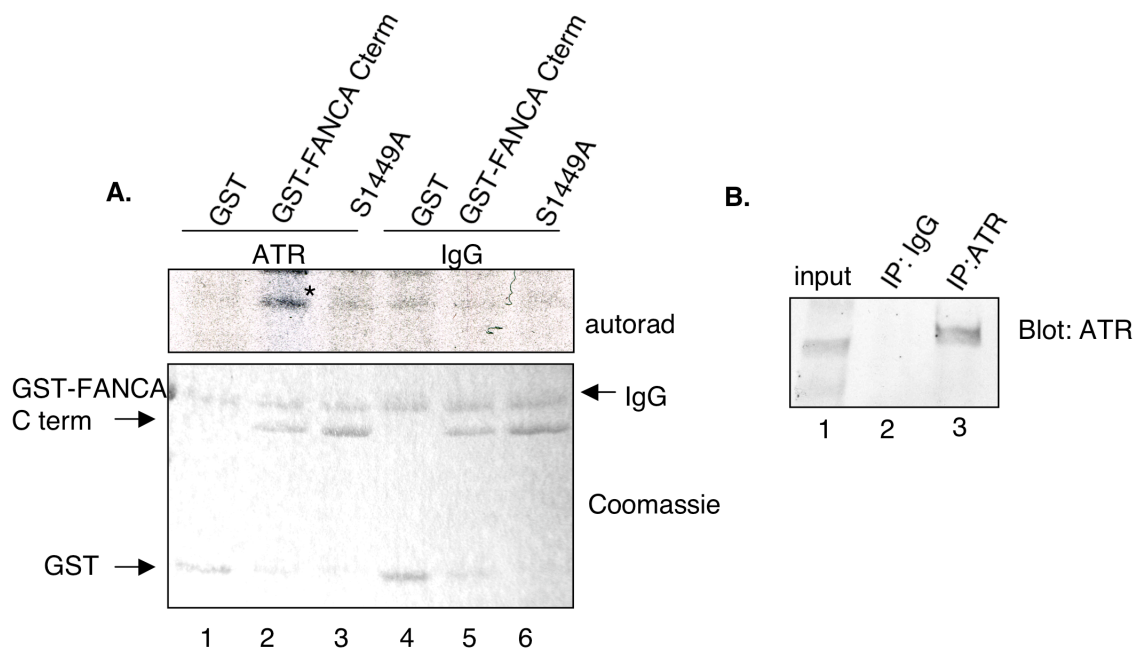 A.
GST
GST-FANCA Cterm
S1449A
GST
GST-FANCA Cterm
S1449A
ATR
IgG
*
autorad
GST-FANCA
C term
IgG
Coomassie
GST
1 2 3 4 5 6
B.
input
IP: IgG
IP:ATR
Blot: ATR
1 2 3